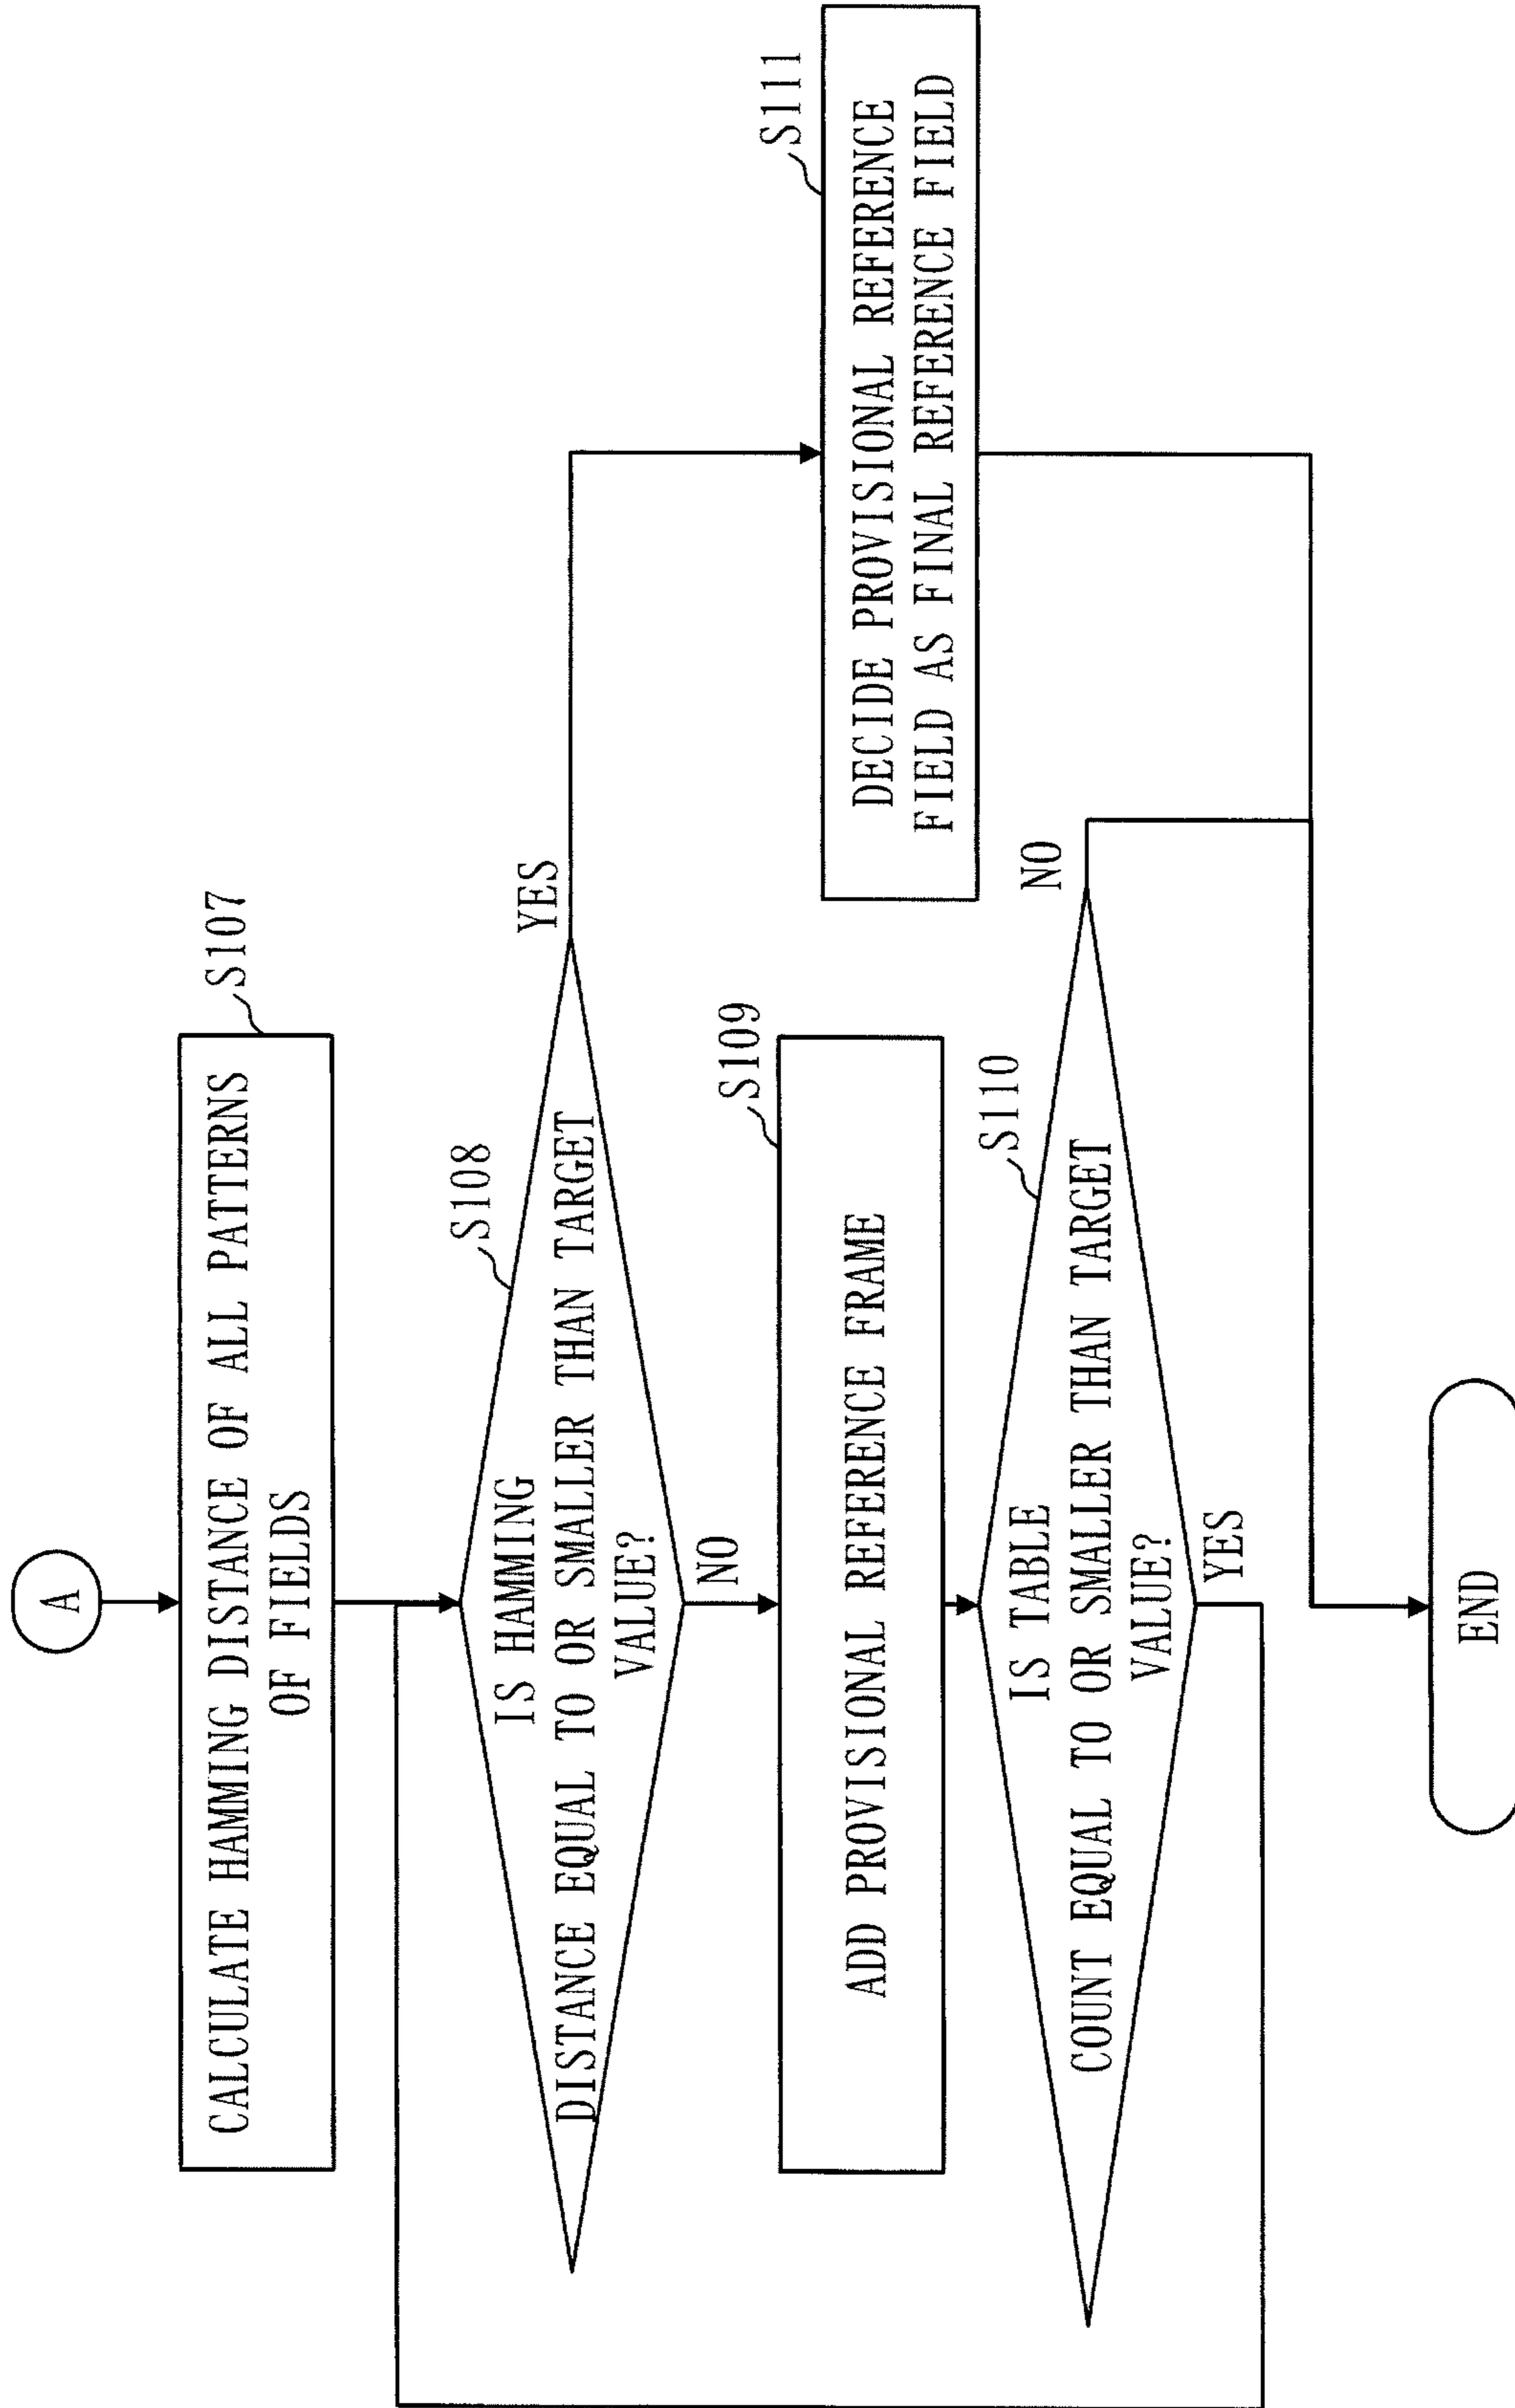 A
S107
CALCULATE HAMMING DISTANCE OF ALL PATTERNS
OF FIELDS
S108
IS HAMMING
DISTANCE EQUAL TO OR SMALLER THAN TARGET
VALUE?
YES
NO
S109
ADD PROVISIONAL REFERENCE FRAME
S111
DECIDE PROVISIONAL REFERENCE
FIELD AS FINAL REFERENCE FIELD
S110
IS TABLE
COUNT EQUAL TO OR SMALLER THAN TARGET
VALUE?
NO
YES
END